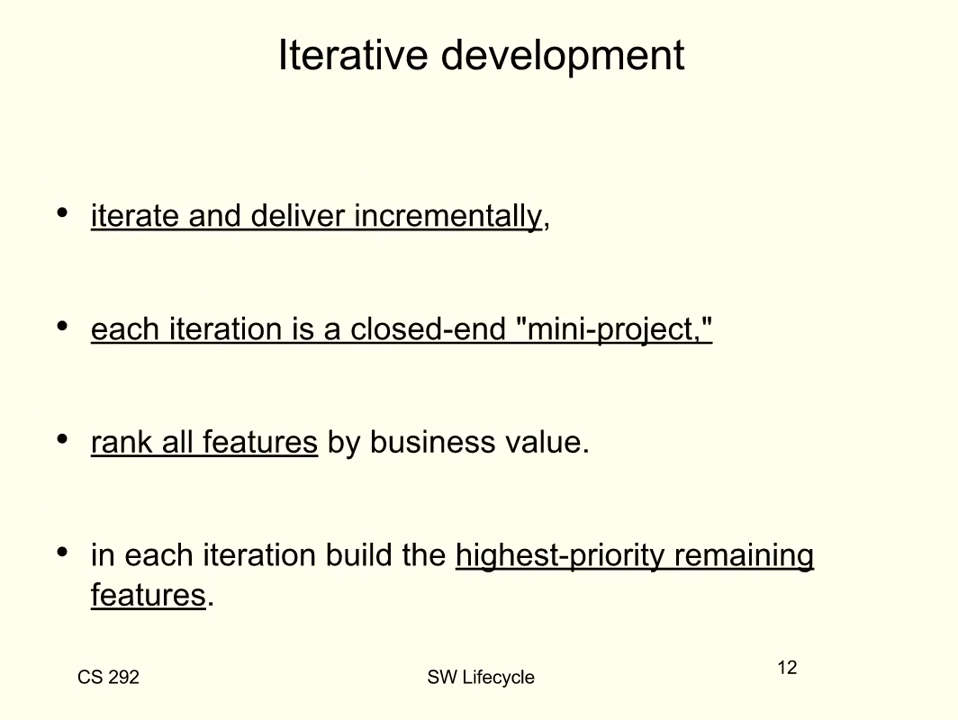 Iterative development
• iterate and deliver incrementally,
• each iteration is a closed-end "mini-project,"
• rank all features by business value.
• in each iteration build the highest-priority remaining
features.
CS 292
SW Lifecycle
12